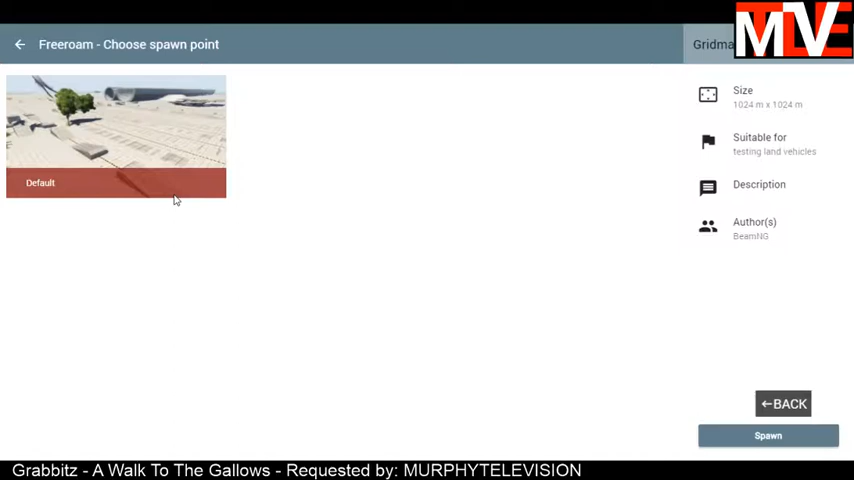 Freeroam - Choose spawn point
Gridma
MTVE
Size
1024 m x 1024 m
Suitable for
testing land vehicles
Default
Description
Author(s)
BeamNG
←BACK
Spawn
Grabbitz - A Walk To The Gallows - Requested by: MURPHYTELEVISION